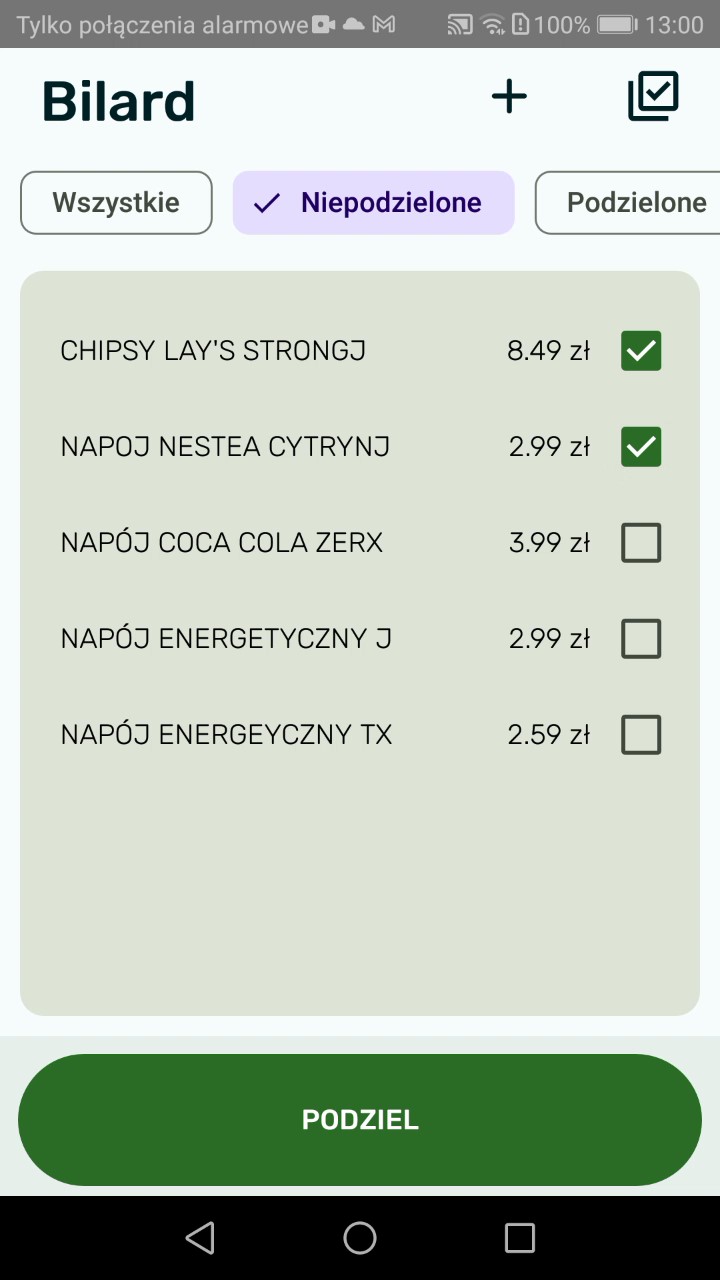 Tylko połączenia alarmowe 100% 13:00
Bilard
Wszystkie Niepodzielone Podzielone
CHIPSY LAY'S STRONGJ 8.49 zł
NAPOJ NESTEA CYTRYNJ 2.99 zł
NAPÓJ COCA COLA ZERX 3.99 zł
NAPÓJ ENERGETYCZNY J 2.99 zł
NAPÓJ ENERGEYCZNY TX 2.59 zł
PODZIEL